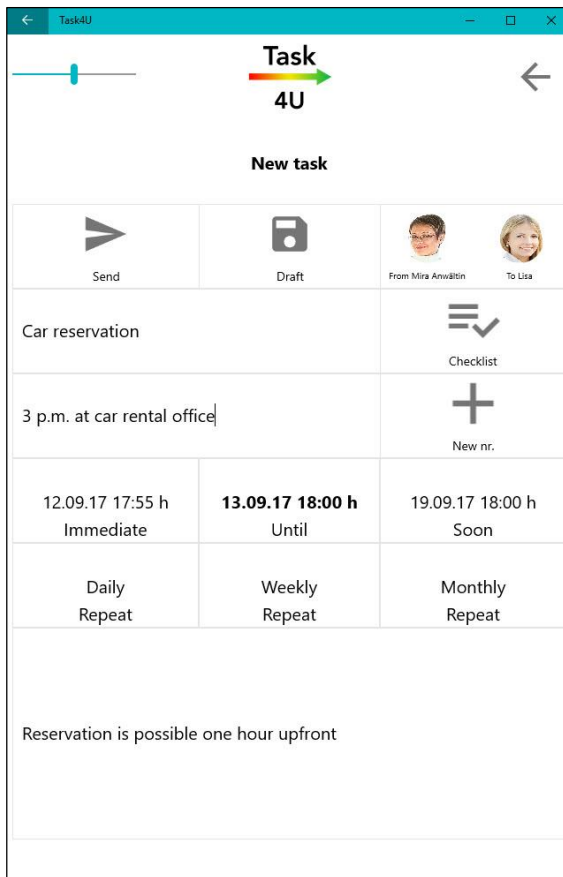 Task4U
Task
4U
New task
Send
Draft
From Mira Anwältin
To Lisa
Car reservation
Checklist
3 p.m. at car rental office
New nr.
12.09.17 17:55 h
Immediate
13.09.17 18:00 h
Until
19.09.17 18:00 h
Soon
Daily
Repeat
Weekly
Repeat
Monthly
Repeat
Reservation is possible one hour upfront